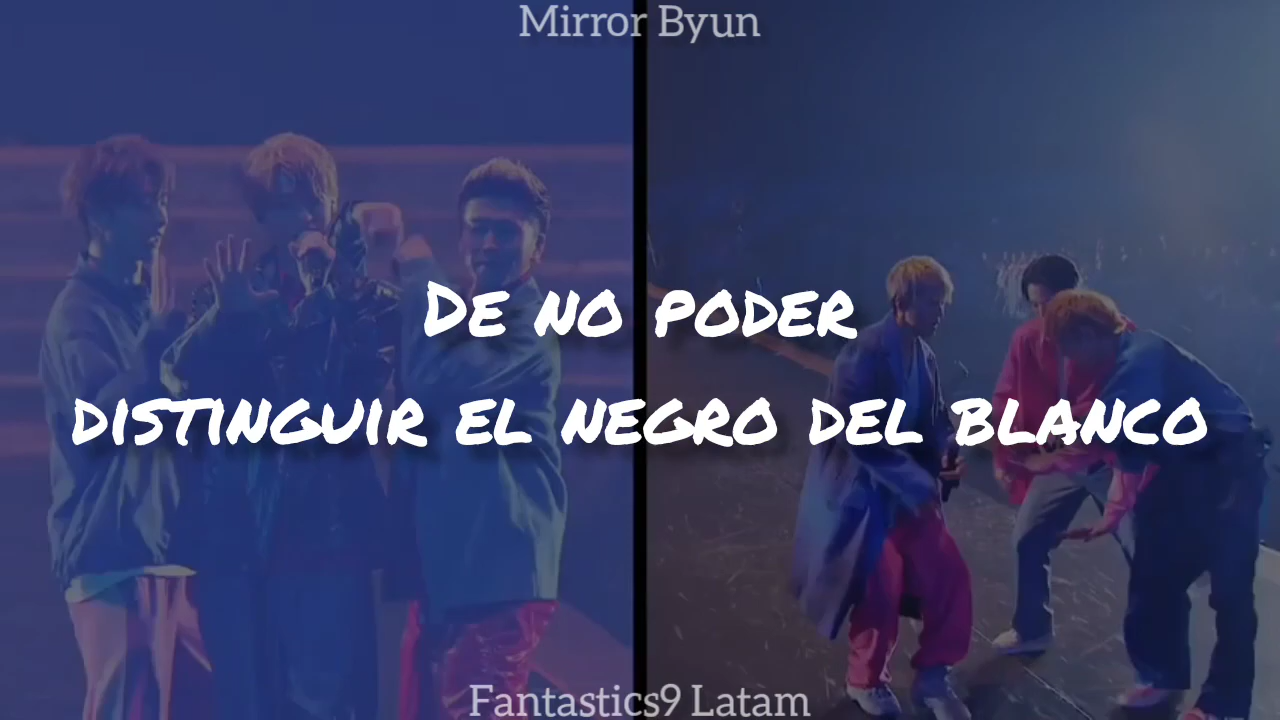 Mirror Byun
De no poder
distinguir el negro del blanco
Fantastics9 Latam